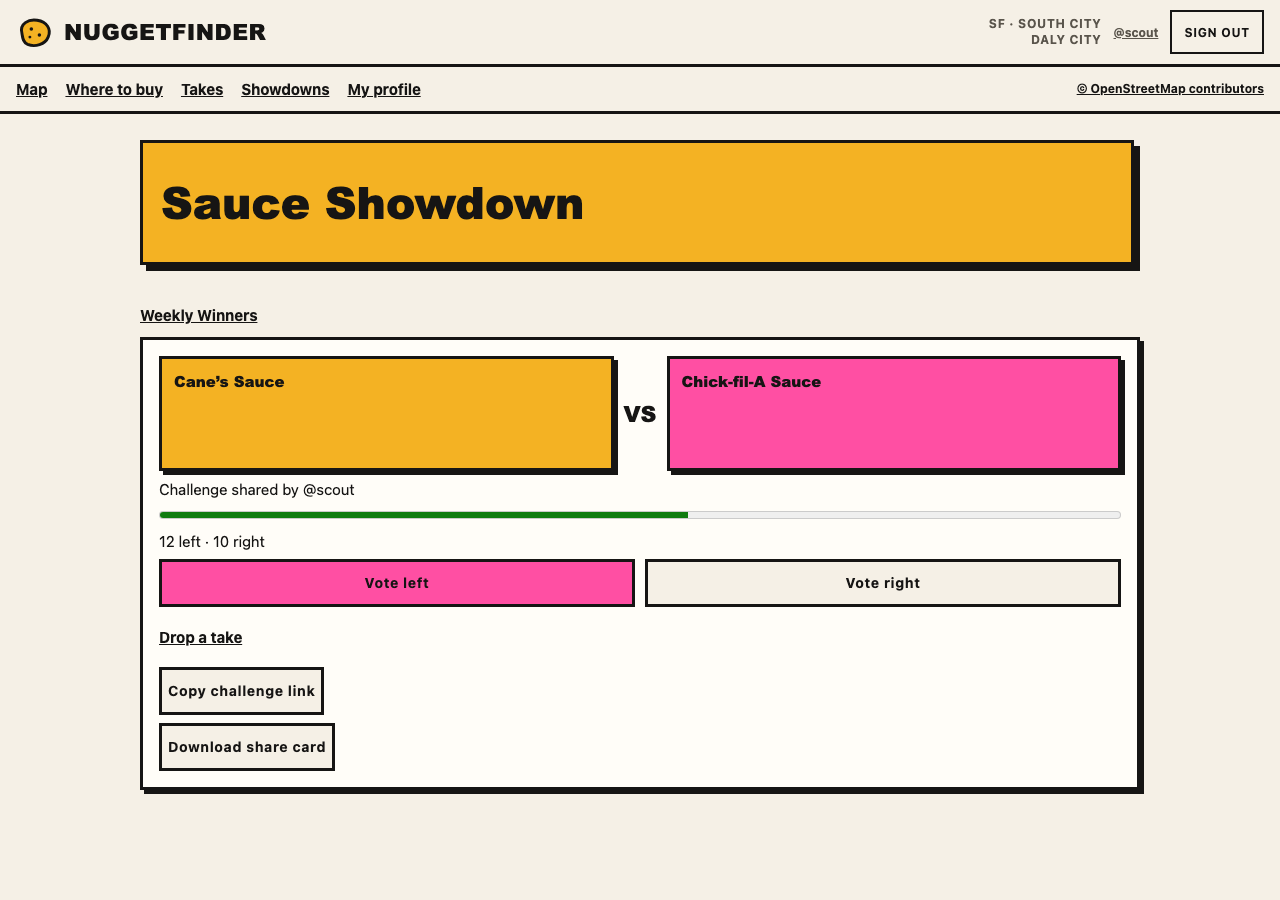 NUGGETFINDER
SF · SOUTH CITY
DALY CITY
@scout
SIGN OUT
Map
Where to buy
Takes
Showdowns
My profile
© OpenStreetMap contributors
Sauce Showdown
Weekly Winners
Cane’s Sauce
VS
Chick-fil-A Sauce
Challenge shared by @scout
12 left · 10 right
Vote left
Vote right
Drop a take
Copy challenge link
Download share card